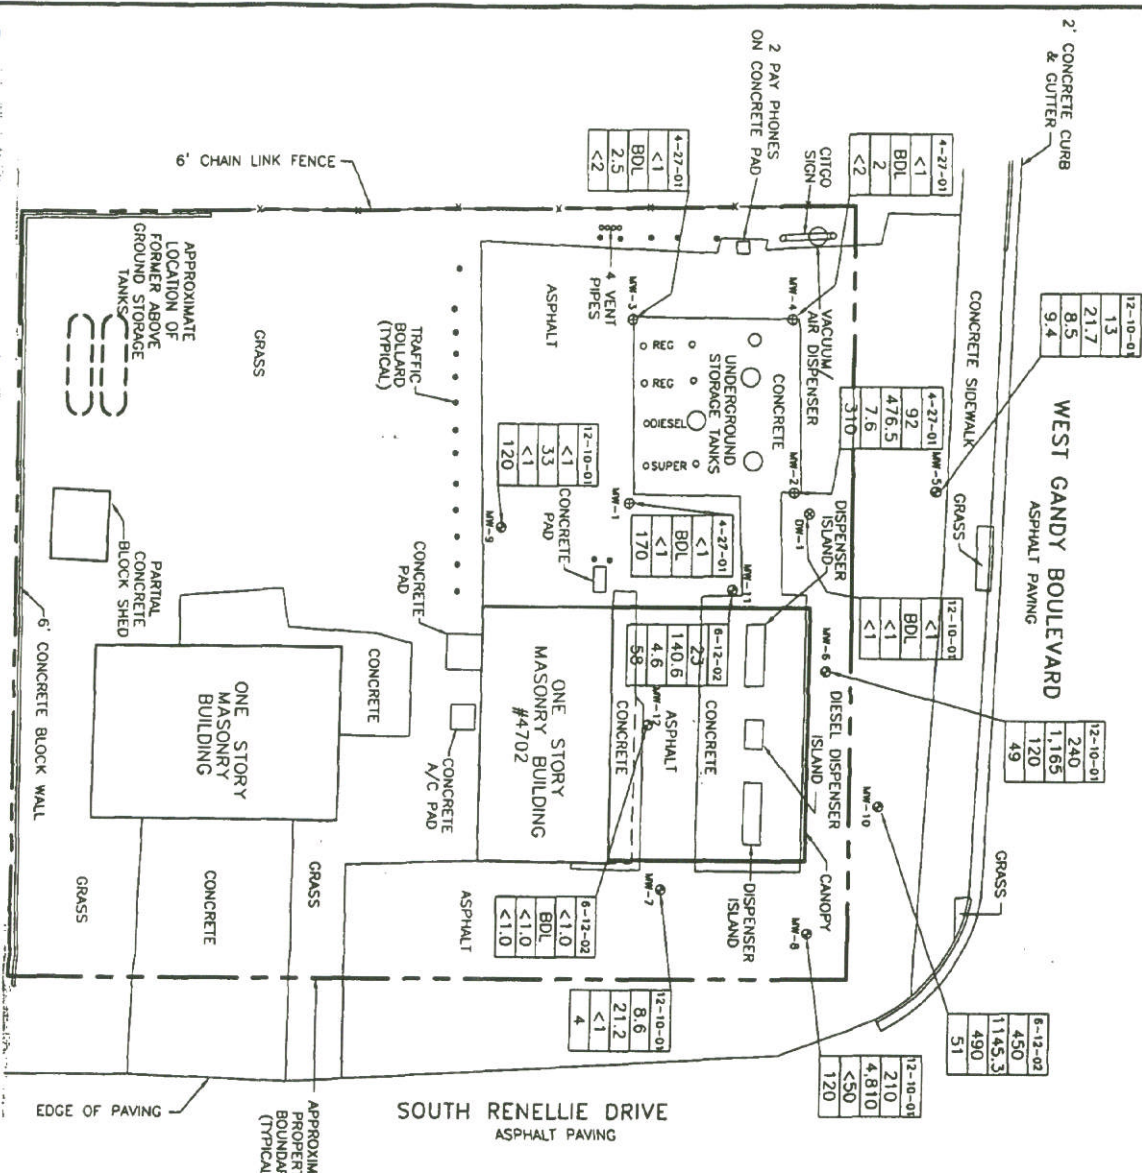 2' CONCRETE CURB
& GUTTER
2 PAY PHONES
ON CONCRETE PAD
CITGO
SIGN
4-27-01
<1
BDL
2
<2
4-27-01
<1
BDL
2.5
<2
6' CHAIN LINK FENCE
12-10-01
13
21.7
8.5
9.4
WEST GANDY BOULEVARD
ASPHALT PAVING
CONCRETE SIDEWALK
GRASS
APPROXIMATE
LOCATION OF
FORMER ABOVE
GROUND STORAGE
TANKS
GRASS
TRAFFIC
BOLLARD
(TYPICAL)
ASPHALT
4 VENT
PIPES
MW-3
MW-4
VACUUM/
AIR DISPENSER
REG
REG
DIESEL
SUPER
UNDERGROUND
STORAGE TANKS
CONCRETE
4-27-01
92
476.5
7.6
310
MW-5
MW-2
DW-1
MW-1
12-10-01
<1
33
<1
120
MW-9
CONCRETE
PAD
4-27-01
<1
BDL
<1
170
DISPENSER
ISLAND
12-10-01
<1
BDL
<1
<1
MW-11
MW-6
12-10-01
240
1,165
120
49
PARTIAL
CONCRETE
BLOCK SHED
CONCRETE
PAD
6-12-02
23
140.6
4.6
58
MW-12
ONE STORY
MASONRY BUILDING
#4702
CONCRETE
ASPHALT
CONCRETE
DIESEL DISPENSER
ISLAND
MW-10
6' CONCRETE BLOCK WALL
ONE STORY
MASONRY
BUILDING
CONCRETE
CONCRETE
A/C PAD
GRASS
CONCRETE
GRASS
ASPHALT
6-12-02
<1.0
BDL
<1.0
<1.0
MW-7
DISPENSER
ISLAND
CANOPY
MW-8
GRASS
12-10-01
8.6
21.2
<1
4
6-12-02
450
1145.3
490
51
12-10-01
210
4,810
<50
120
EDGE OF PAVING
SOUTH RENELLIE DRIVE
ASPHALT PAVING
APPROXIM
PROPER
BOUNDAR
(TYPICAL